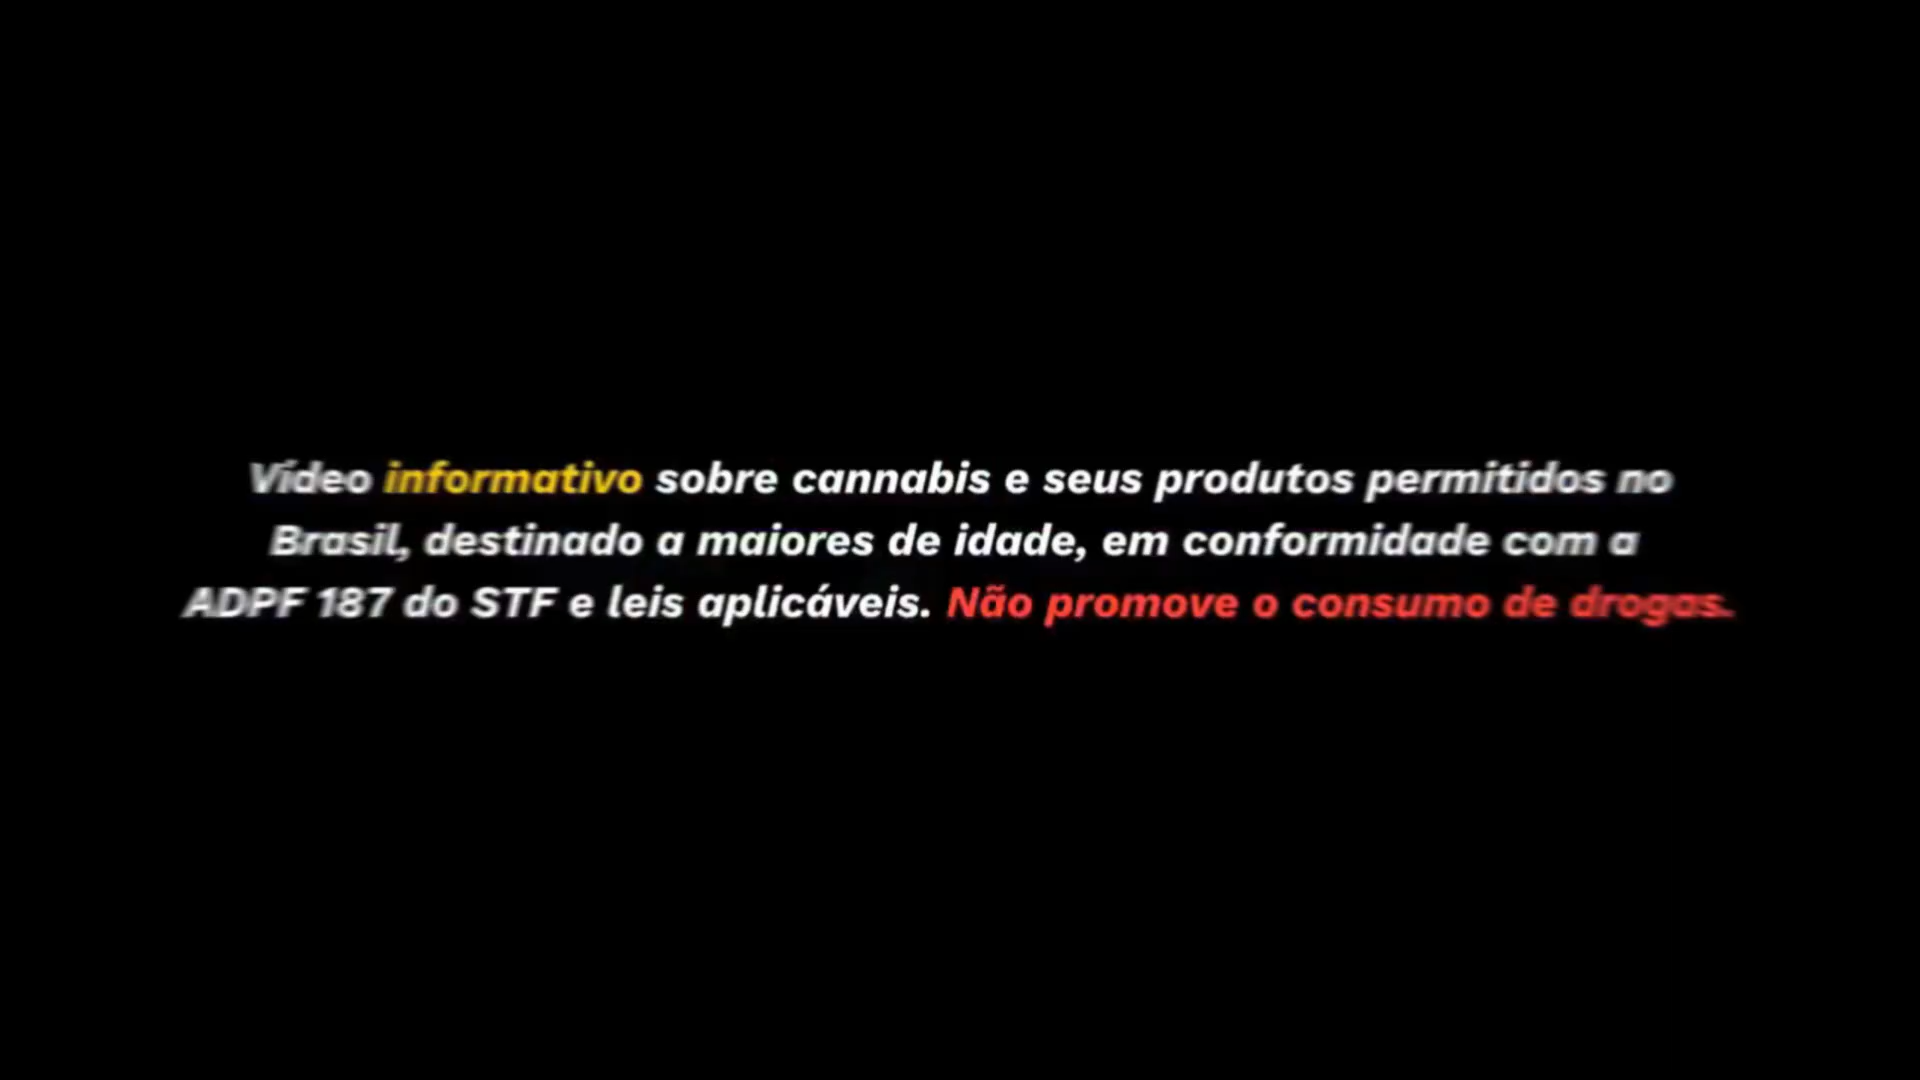 Vídeo informativo sobre cannabis e seus produtos permitidos no
Brasil, destinado a maiores de idade, em conformidade com a
ADPF 187 do STF e leis aplicáveis. Não promove o consumo de drogas.